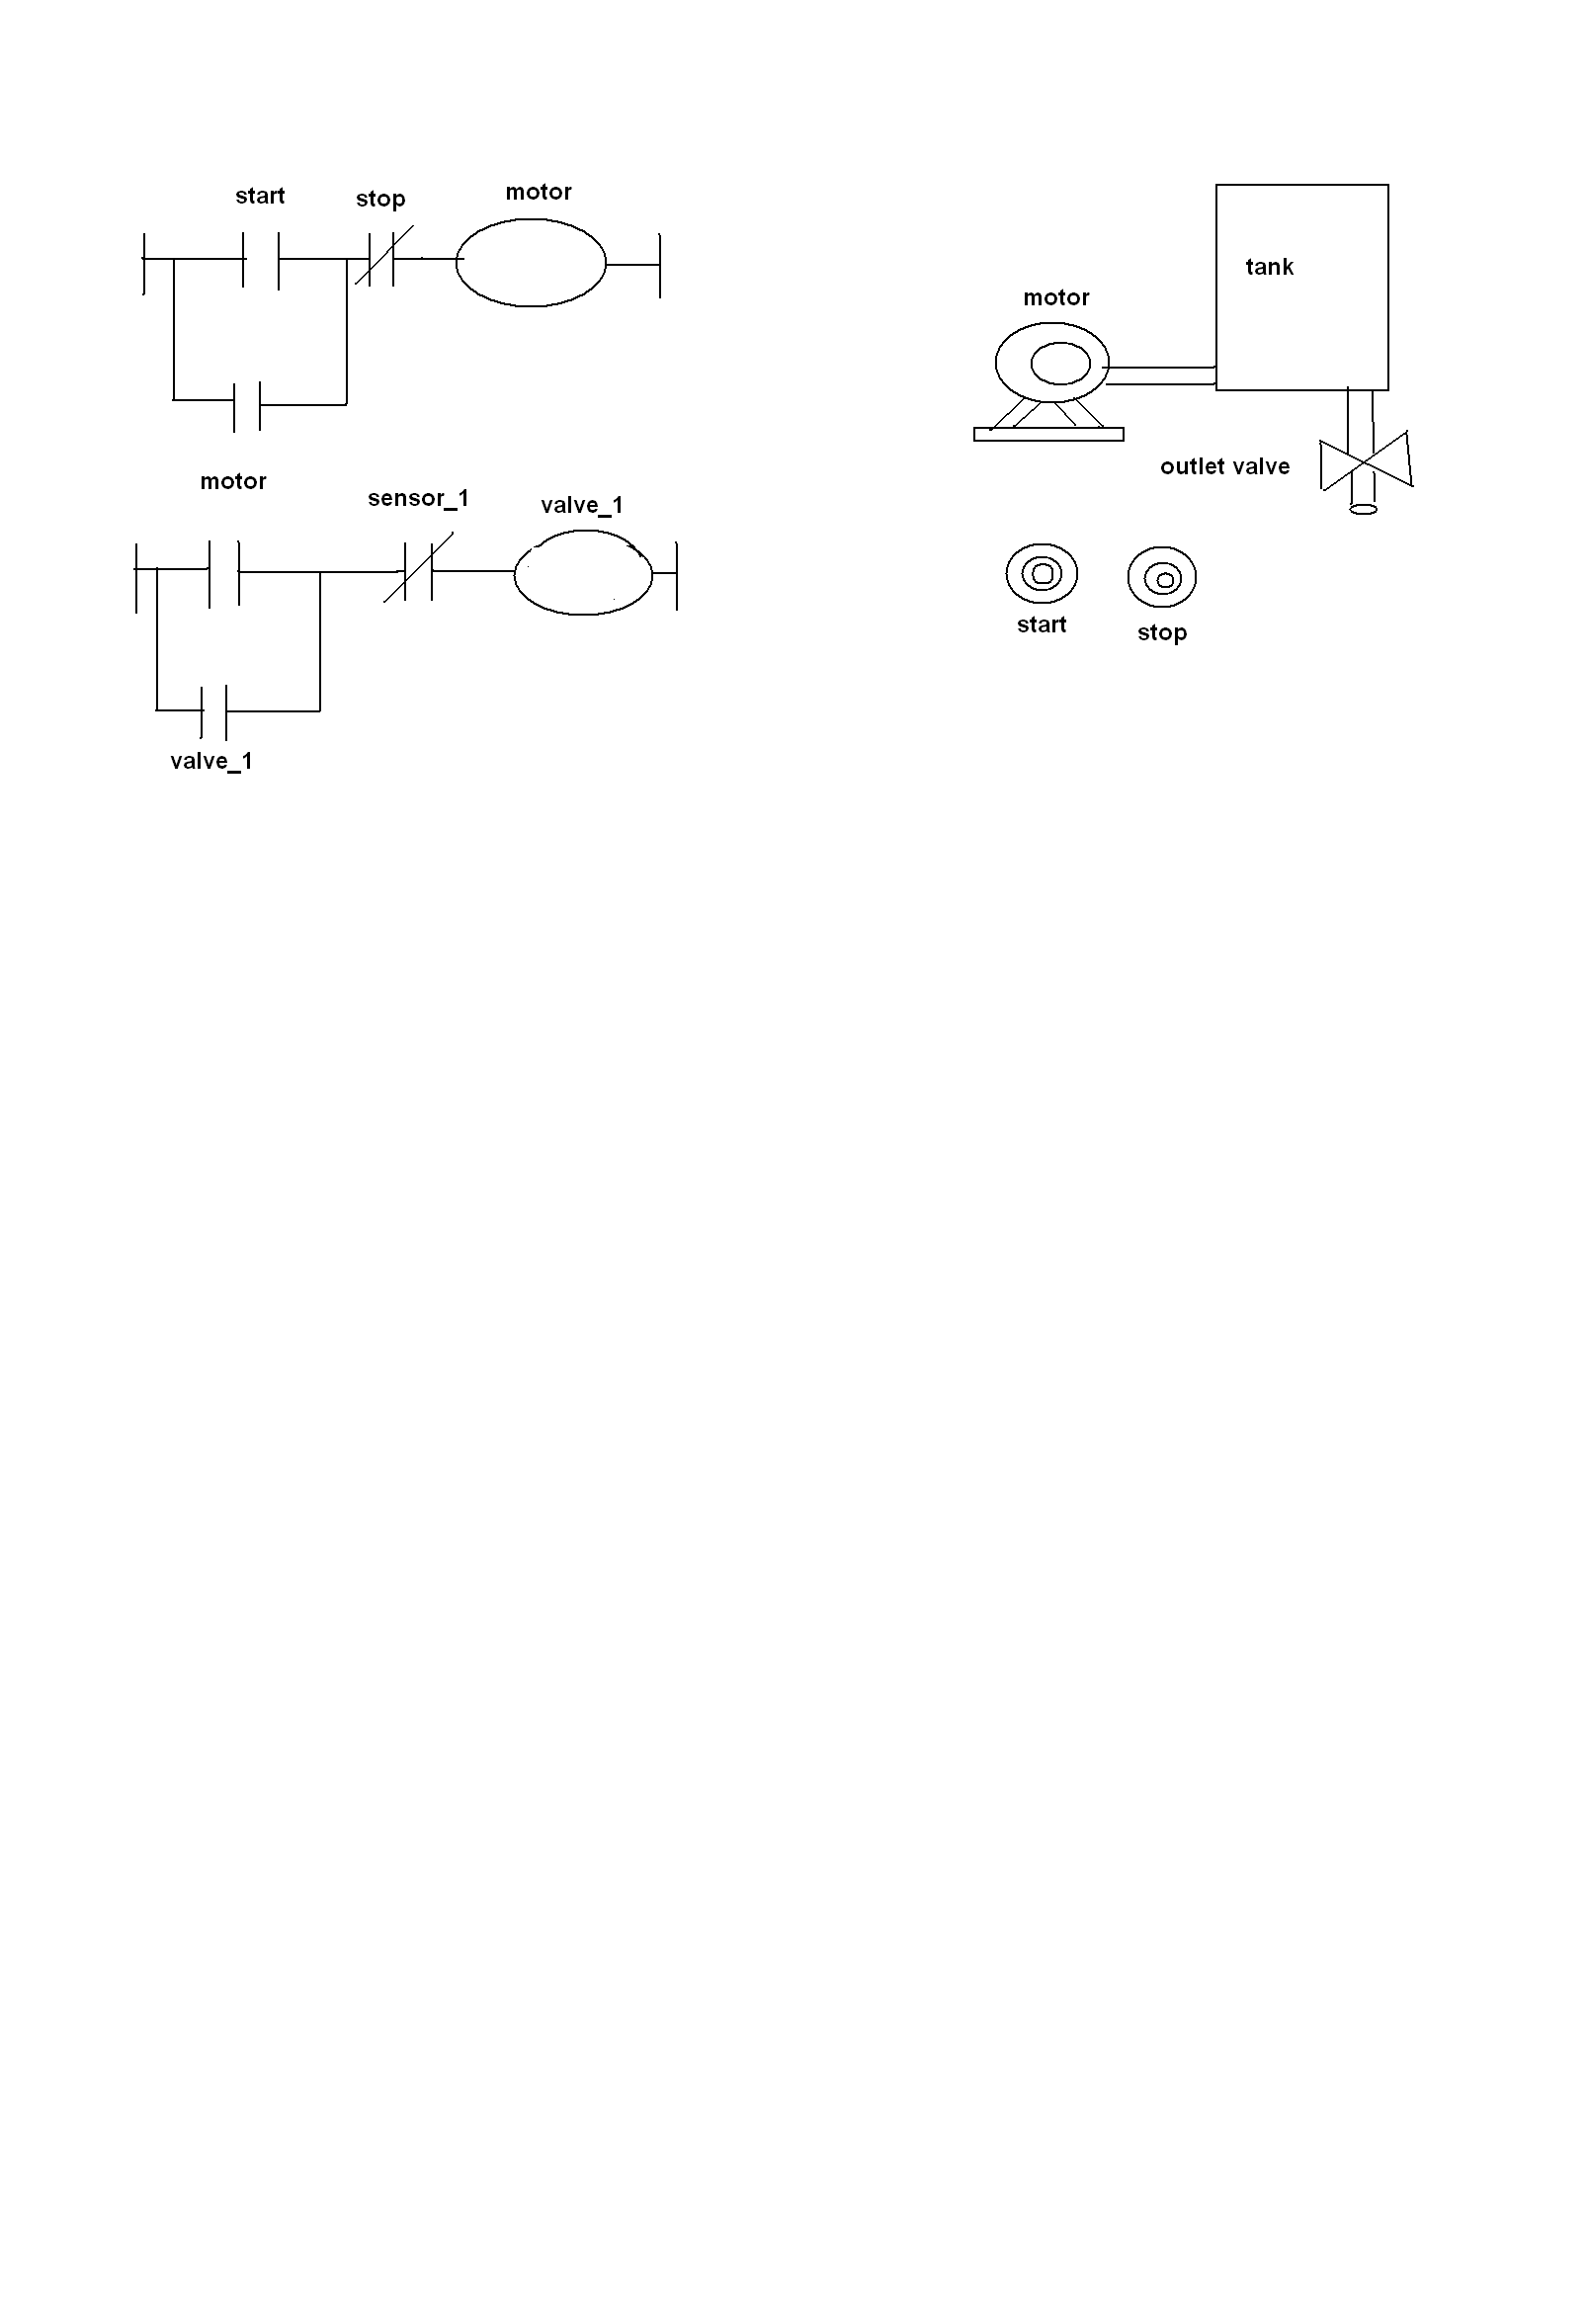 start
stop
motor
motor
sensor_1
valve_1
valve_1
tank
motor
outlet valve
start
stop